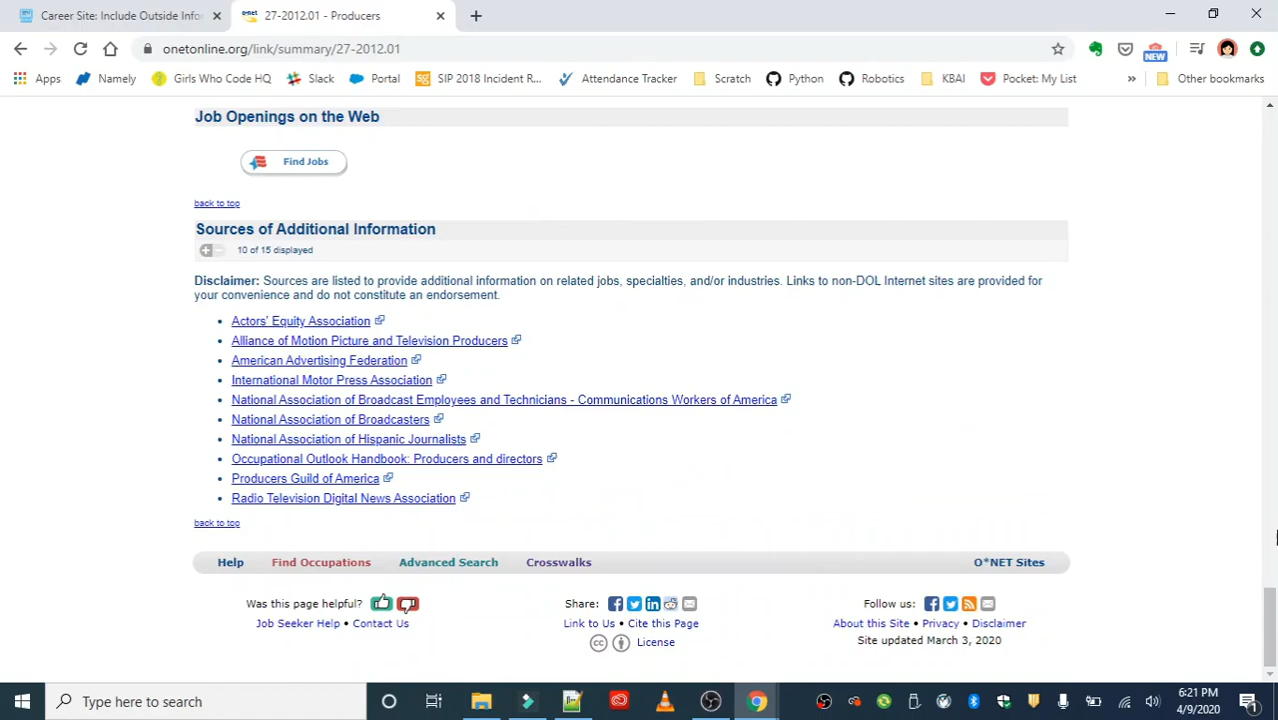 Career Site: Include Outside Info
27-2012.01 - Producers
onetonline.org/link/summary/27-2012.01
NEW
Apps
Namely
Girls Who Code HQ
Slack
Portal
SIP 2018 Incident R...
Attendance Tracker
Scratch
Python
Robotics
KBAI
Pocket: My List
»
Other bookmarks
Job Openings on the Web
Find Jobs
back to top
Sources of Additional Information
10 of 15 displayed
Disclaimer: Sources are listed to provide additional information on related jobs, specialties, and/or industries. Links to non-DOL Internet sites are provided for
your convenience and do not constitute an endorsement.
• Actors' Equity Association
• Alliance of Motion Picture and Television Producers
• American Advertising Federation
• International Motor Press Association
• National Association of Broadcast Employees and Technicians - Communications Workers of America
• National Association of Broadcasters
• National Association of Hispanic Journalists
• Occupational Outlook Handbook: Producers and directors
• Producers Guild of America
• Radio Television Digital News Association
back to top
Help Find Occupations Advanced Search Crosswalks O*NET Sites
Was this page helpful?
Job Seeker Help • Contact Us
Share:
Link to Us • Cite this Page
License
Follow us:
About this Site • Privacy • Disclaimer
Site updated March 3, 2020
Type here to search
6:21 PM
4/9/2020